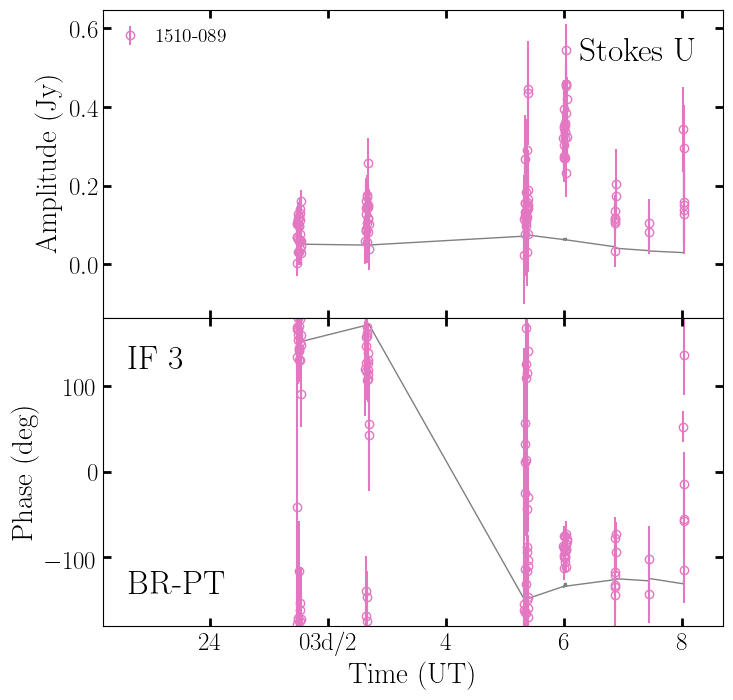 1510-089
Stokes U
0.6
0.4
0.2
0.0
Amplitude (Jy)
IF 3
100
0
−100
Phase (deg)
BR-PT
24 03d/2 4 6 8
Time (UT)